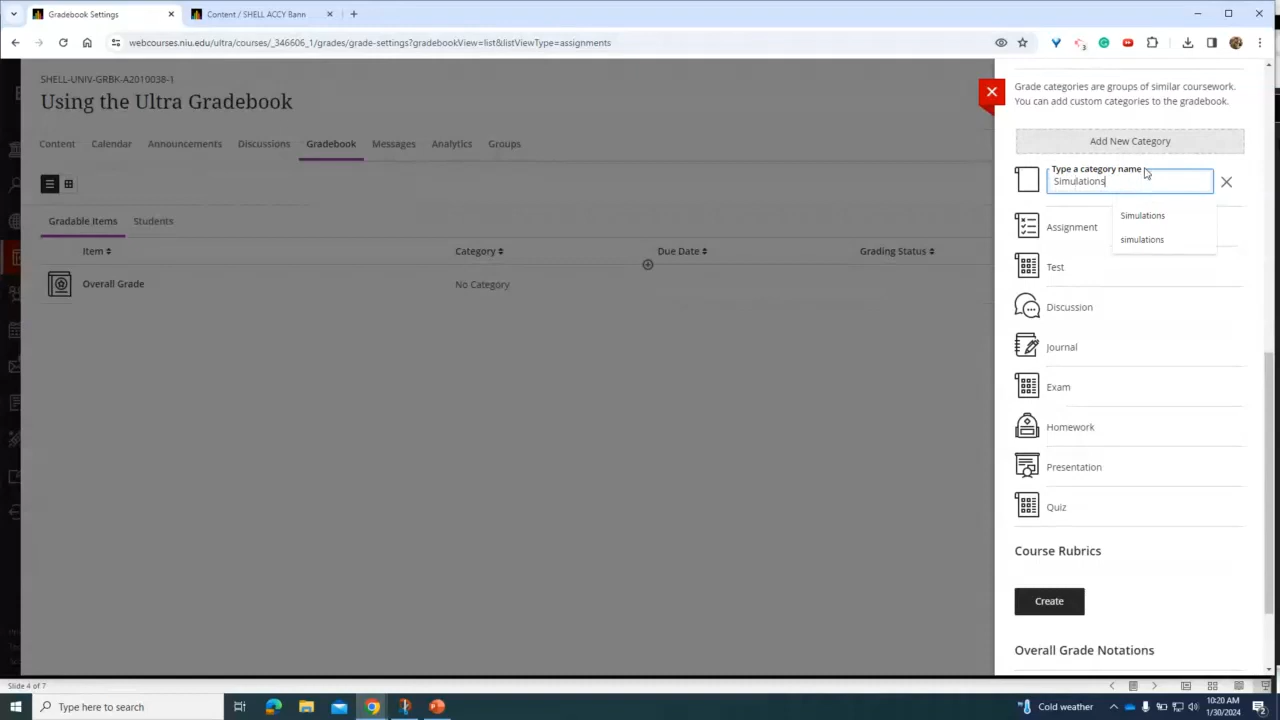 Gradebook Settings
Content / SHELL ACCY Bann
webcourses.niu.edu/ultra/courses/_346606_1/grades/grade-settings?gradebookView=list&listViewType=assignments
3
SHELL-UNIV-GRBK-A2010038-1
Using the Ultra Gradebook
Content Calendar Announcements Discussions Gradebook Messages Analytics Groups
Gradable Items Students
Item Category Due Date Grading Status
Overall Grade No Category
Grade categories are groups of similar coursework.
You can add custom categories to the gradebook.
Add New Category
Type a category name
Simulations
Simulations
simulations
Assignment
Test
Discussion
Journal
Exam
Homework
Presentation
Quiz
Course Rubrics
Create
Overall Grade Notations
Slide 4 of 7
Type here to search
Cold weather
10:20 AM
1/30/2024
2